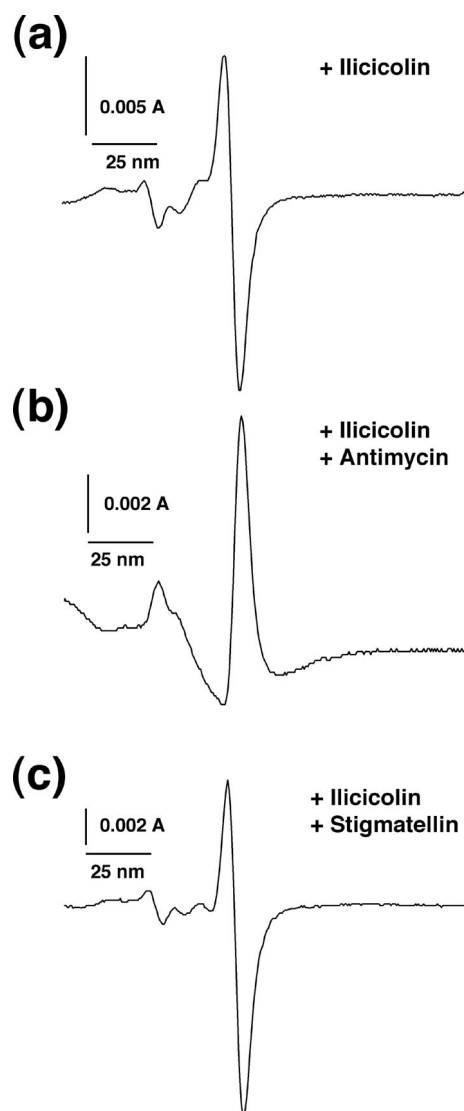 (a)
+ Ilicicolin
0.005 A
25 nm
(b)
+ Ilicicolin
+ Antimycin
0.002 A
25 nm
(c)
+ Ilicicolin
+ Stigmatellin
0.002 A
25 nm